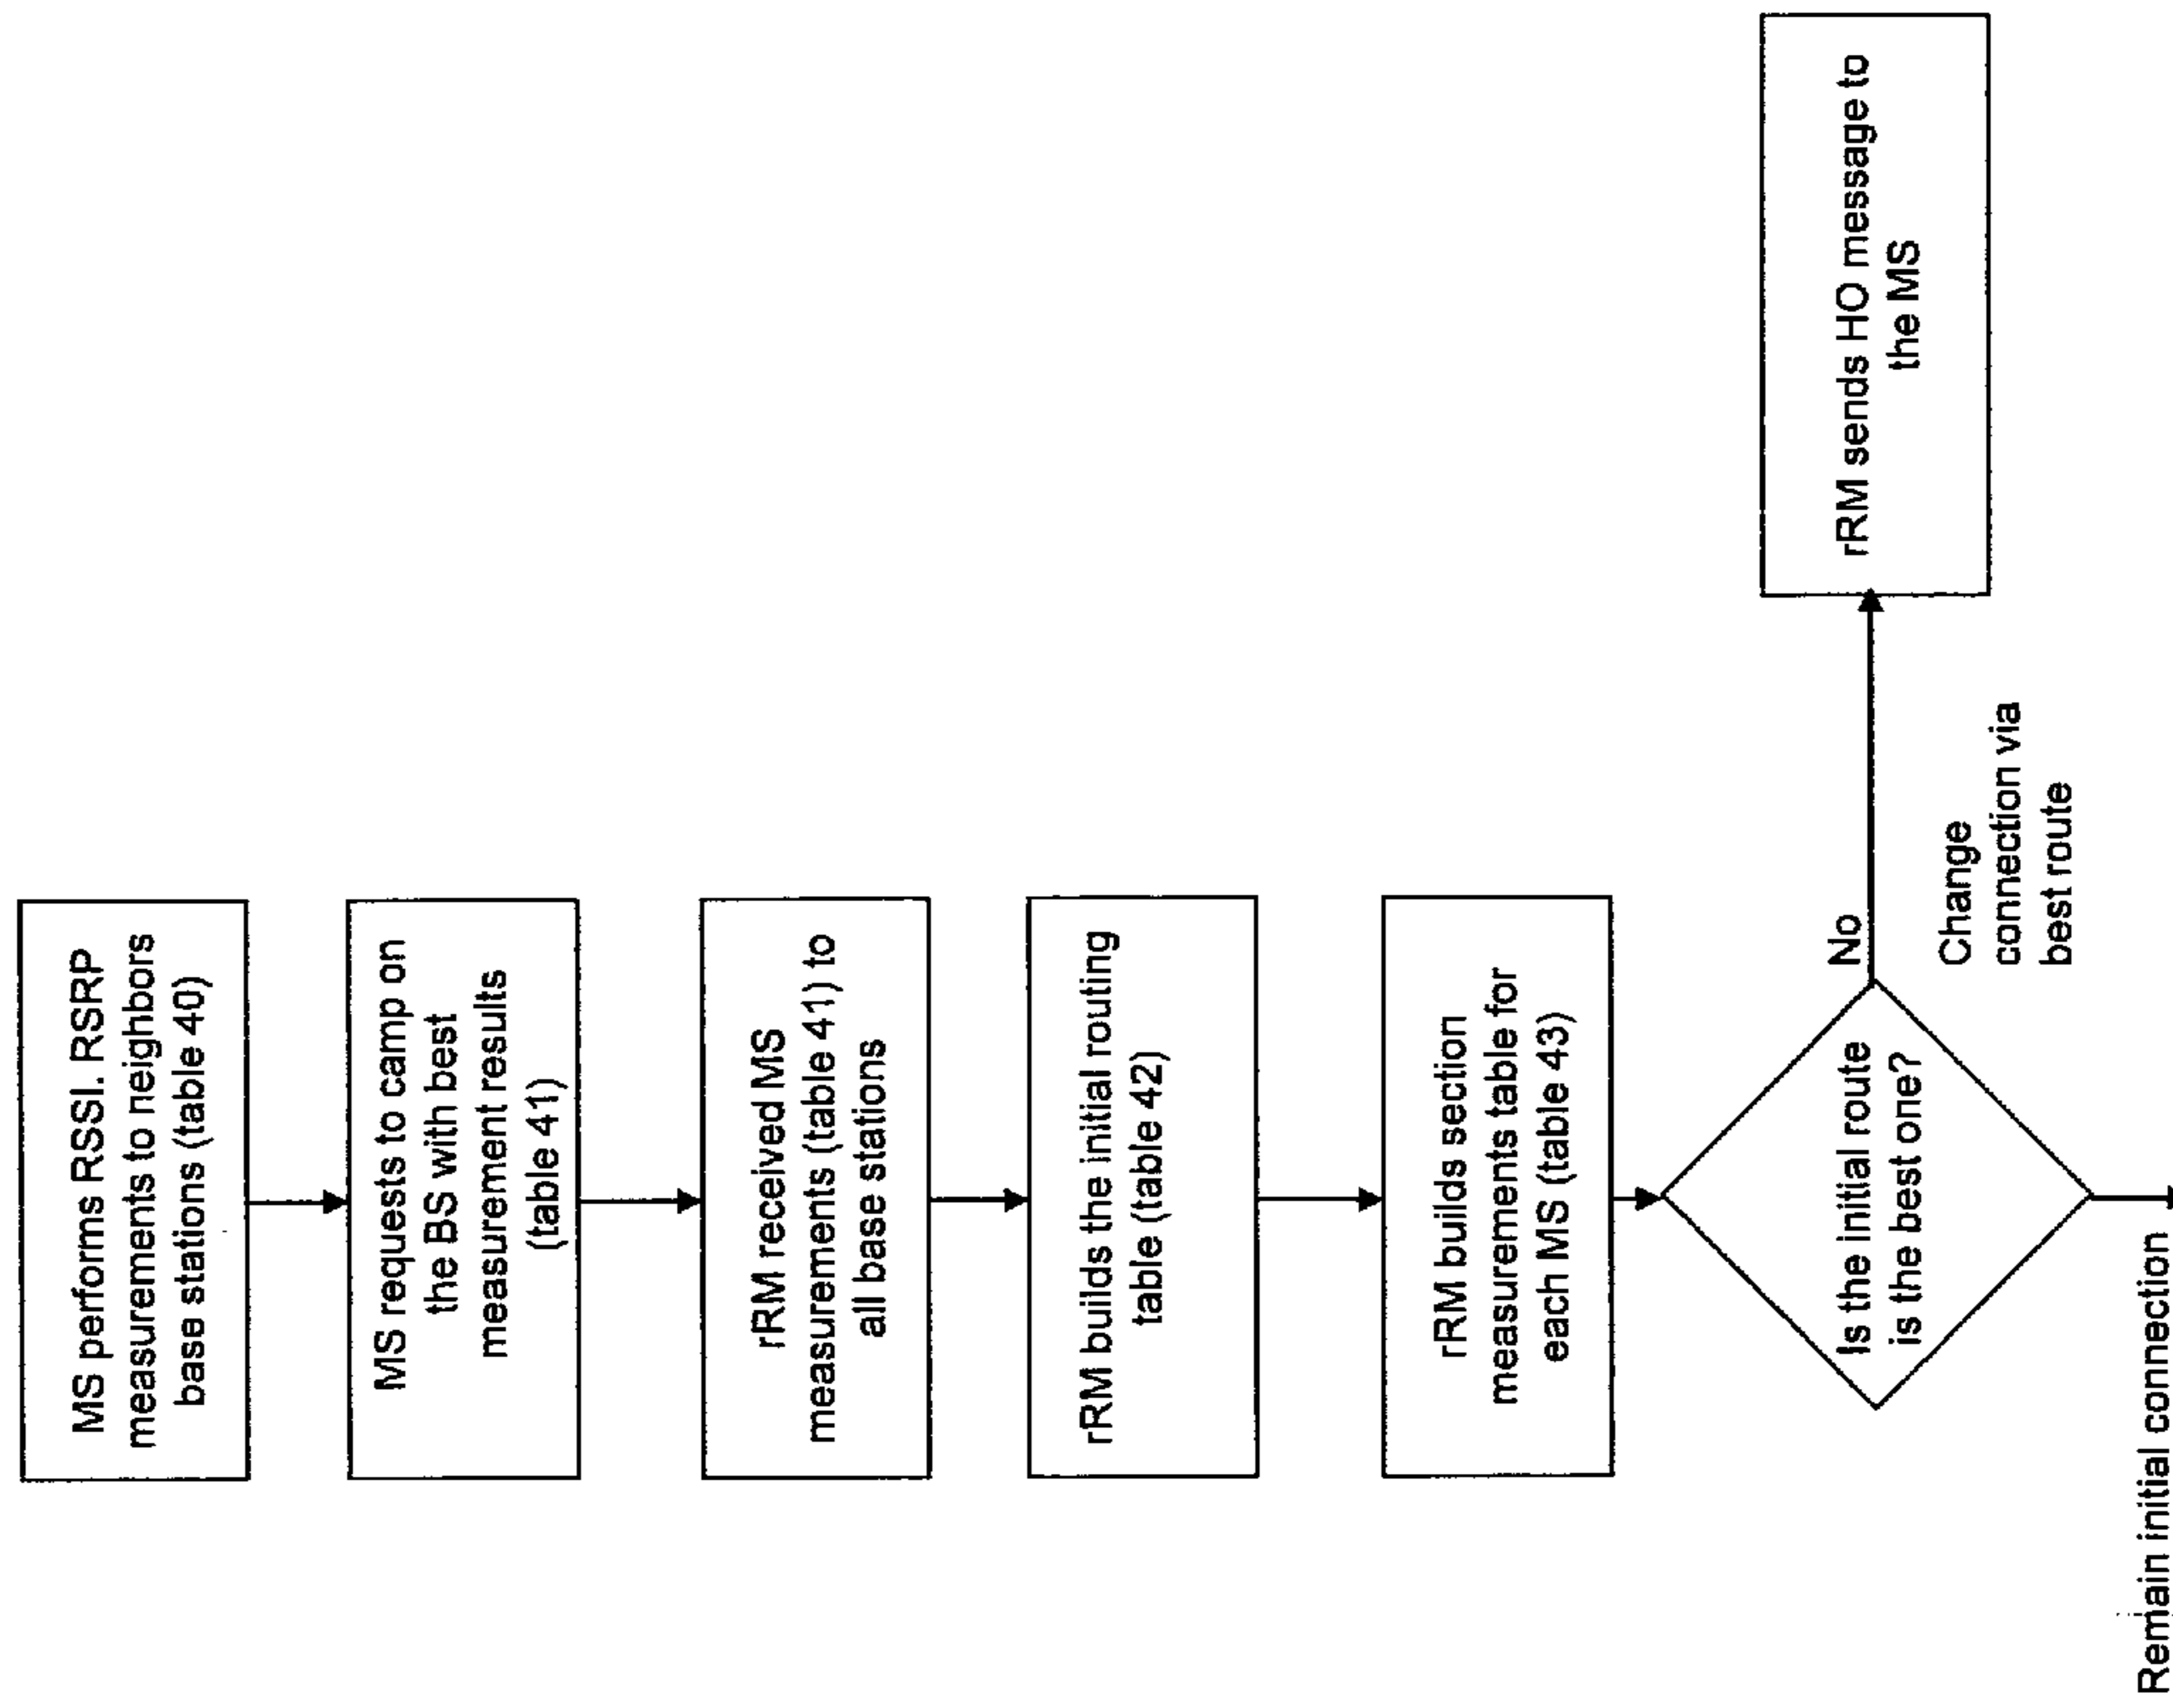 MS performs RSSI. RSRP
measurements to neighbors
base stations (table 40)
MS requests to camp on
the BS with best
measurement results
(table 41)
rRM received MS
measurements (table 41) to
all base stations
rRM builds the initial routing
table (table 42)
rRM builds section
measurements table for
each MS (table 43)
Is the initial route
is the best one?
No
Change
connection via
best route
rRM sends HO message to
the MS
Remain initial connection